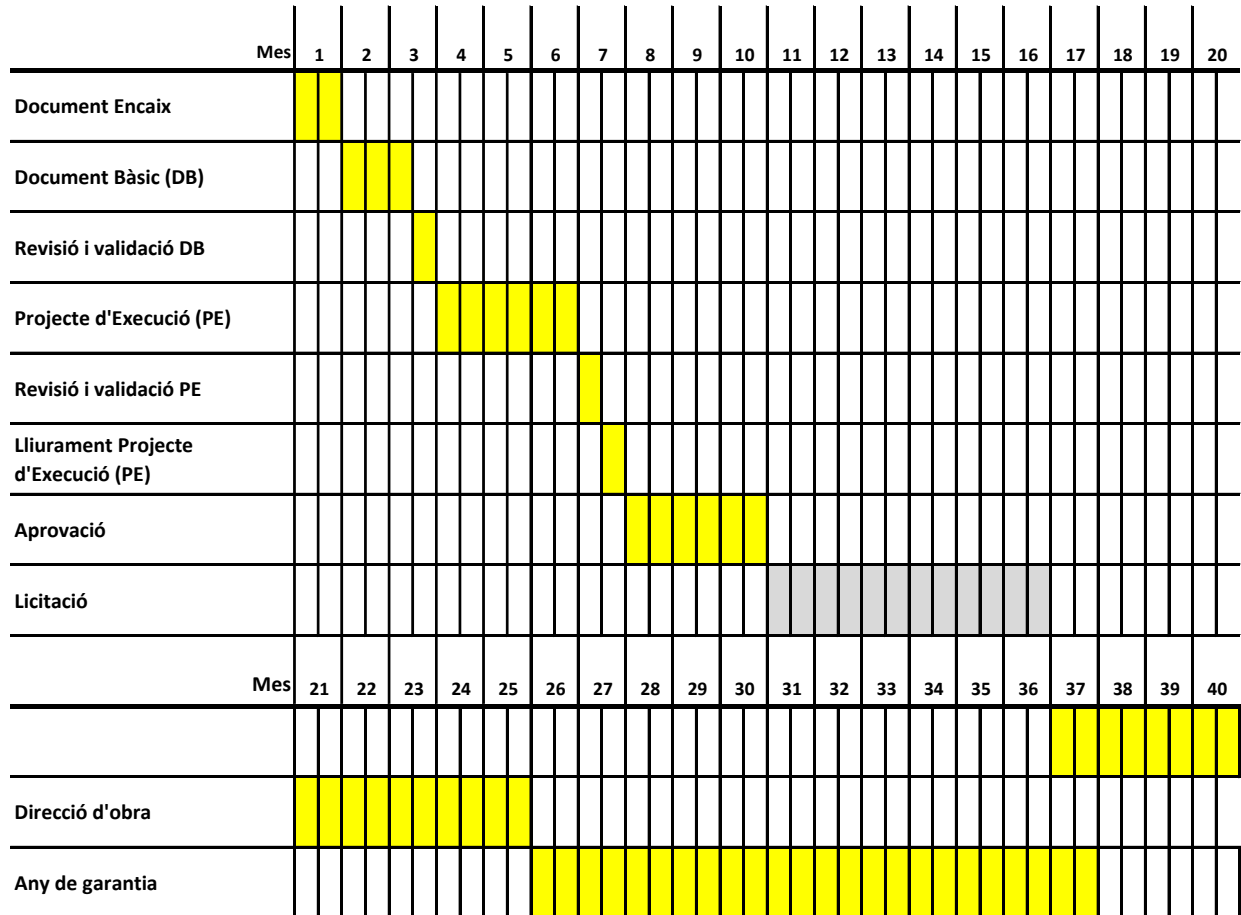 Mes 1 2 3 4 5 6 7 8 9 10 11 12 13 14 15 16 17 18 19 20
Document Encaix
Document Bàsic (DB)
Revisió i validació DB
Projecte d'Execució (PE)
Revisió i validació PE
Lliurament Projecte
d'Execució (PE)
Aprovació
Licitació
Mes 21 22 23 24 25 26 27 28 29 30 31 32 33 34 35 36 37 38 39 40
Direcció d'obra
Any de garantia